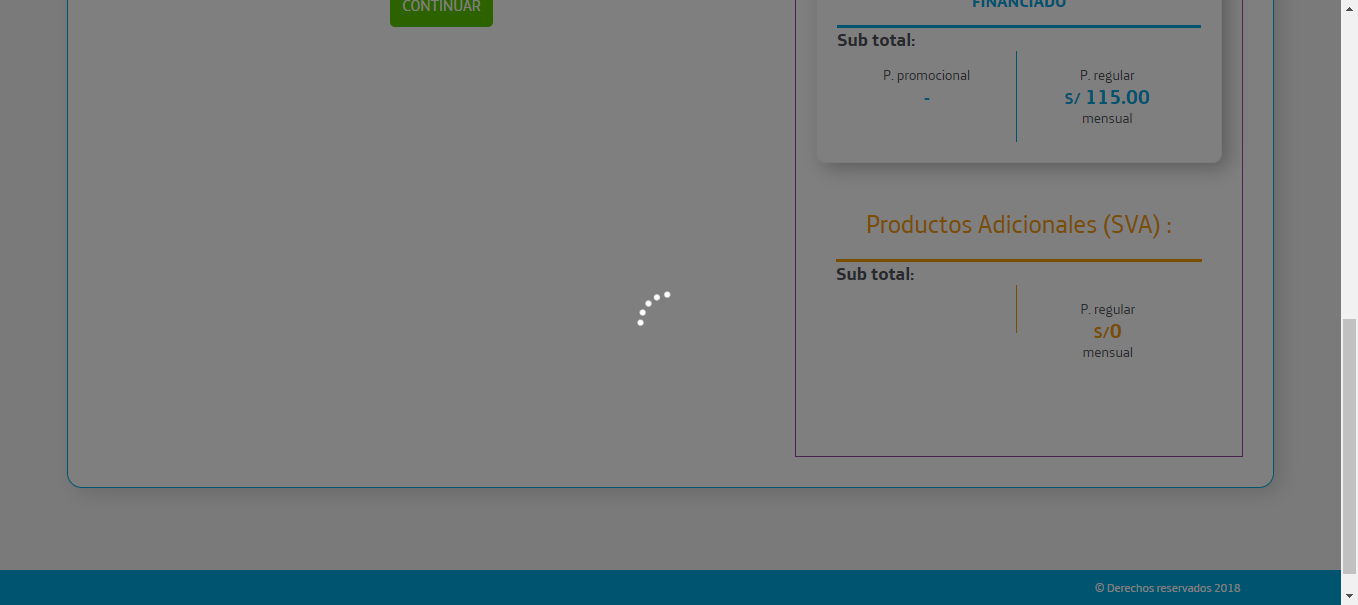 CONTINUAR
FINANCIADO
Sub total:
P. promocional
-
P. regular
S/ 115.00
mensual
Productos Adicionales (SVA) :
Sub total:
P. regular
S/0
mensual
© Derechos reservados 2018